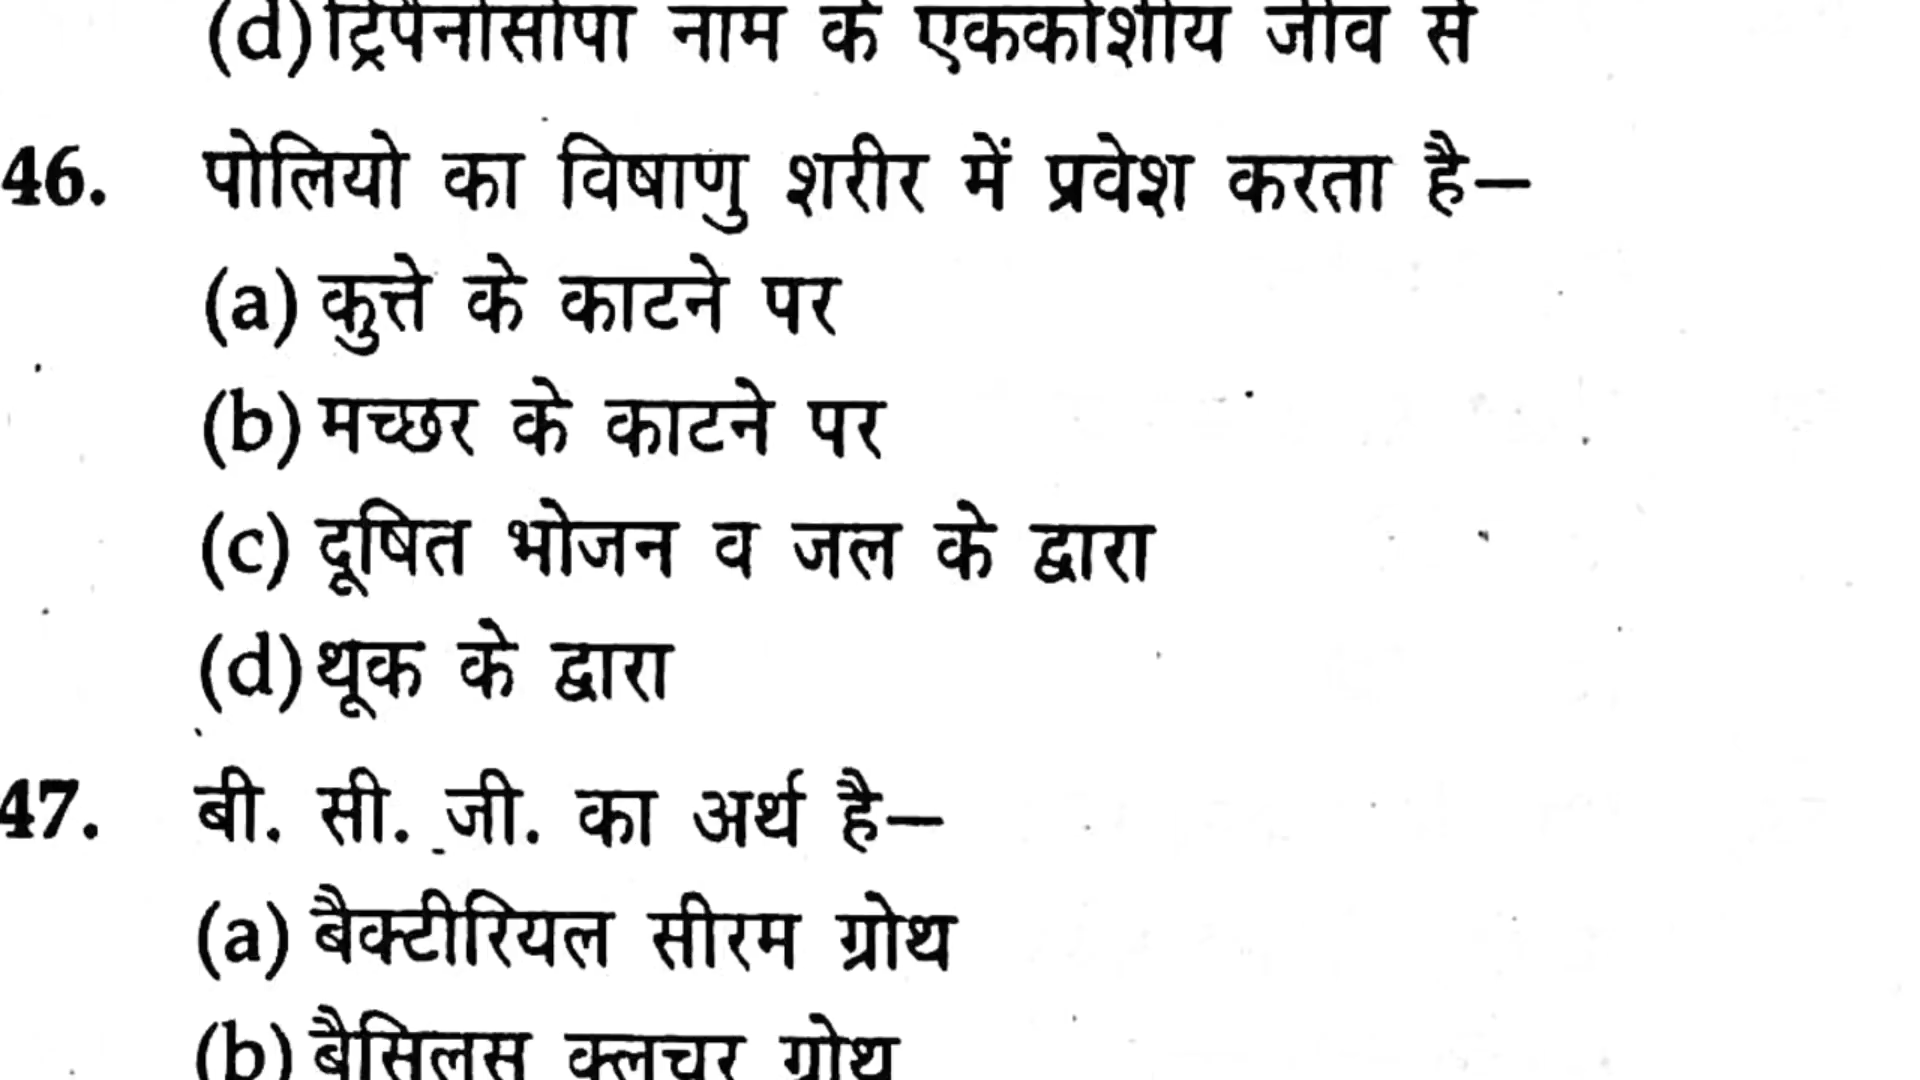 (d) ट्रिपैनोसोपा नाम के एककोशीय जीव से
46. पोलियो का विषाणु शरीर में प्रवेश करता है—
(a) कुत्ते के काटने पर
(b) मच्छर के काटने पर
(c) दूषित भोजन व जल के द्वारा
(d) थूक के द्वारा
47. बी. सी. जी. का अर्थ है—
(a) बैक्टीरियल सीरम ग्रोथ
(b) बैसिलस क्लचर ग्रोथ